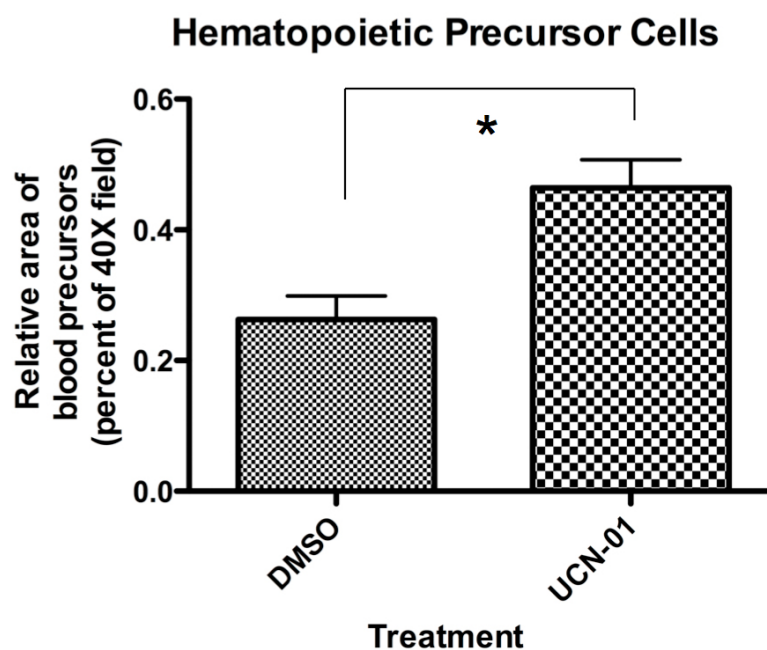 Hematopoietic Precursor Cells
Relative area of
blood precursors
(percent of 40X field)
0.6
0.4
0.2
0.0
*
DMSO
UCN-01
Treatment